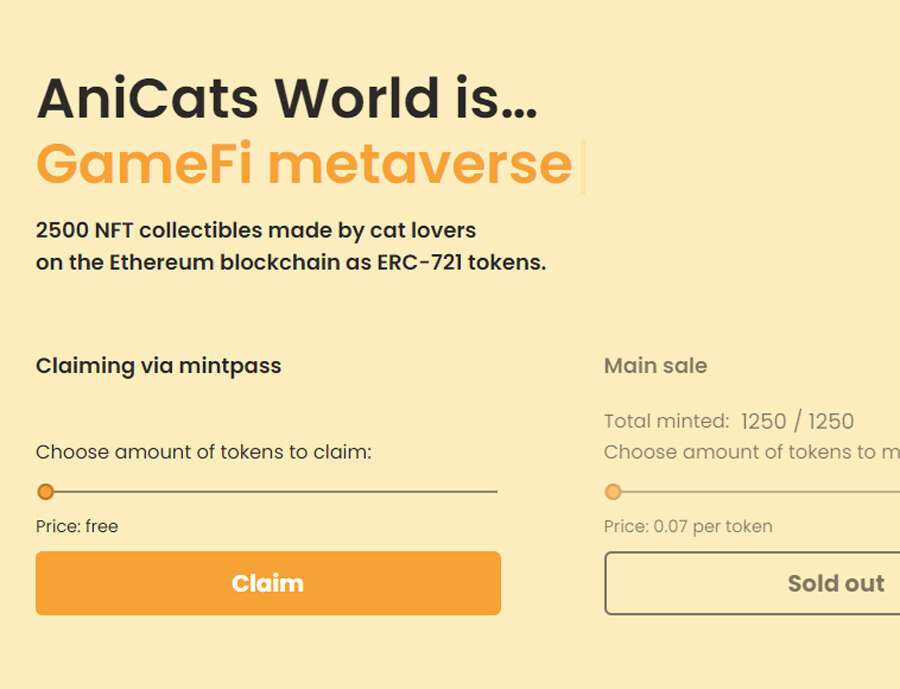 AniCats World is...
GameFi metaverse
2500 NFT collectibles made by cat lovers
on the Ethereum blockchain as ERC-721 tokens.
Claiming via mintpass
Choose amount of tokens to claim:
Price: free
Claim
Main sale
Total minted: 1250 / 1250
Choose amount of tokens to
Price: 0.07 per token
Sold out